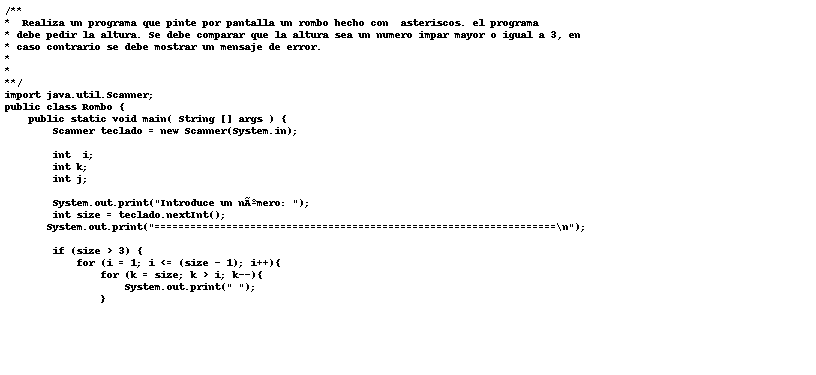 /**
*  Realiza un programa que pinte por pantalla un rombo hecho con  asteriscos. el programa
* debe pedir la altura. Se debe comparar que la altura sea un numero impar mayor o igual a 3, en
* caso contrario se debe mostrar un mensaje de error.
*
*
**/
import java.util.Scanner;
public class Rombo {
    public static void main( String [] args ) {
        Scanner teclado = new Scanner(System.in);
        int  i;
        int k;
        int j;
        System.out.print("Introduce un nÃºmero: ");
        int size = teclado.nextInt();
       System.out.print("===================================================================\n");
        if (size > 3) {
            for (i = 1; i <= (size - 1); i++){
                for (k = size; k > i; k--){
                    System.out.print(" ");
                }